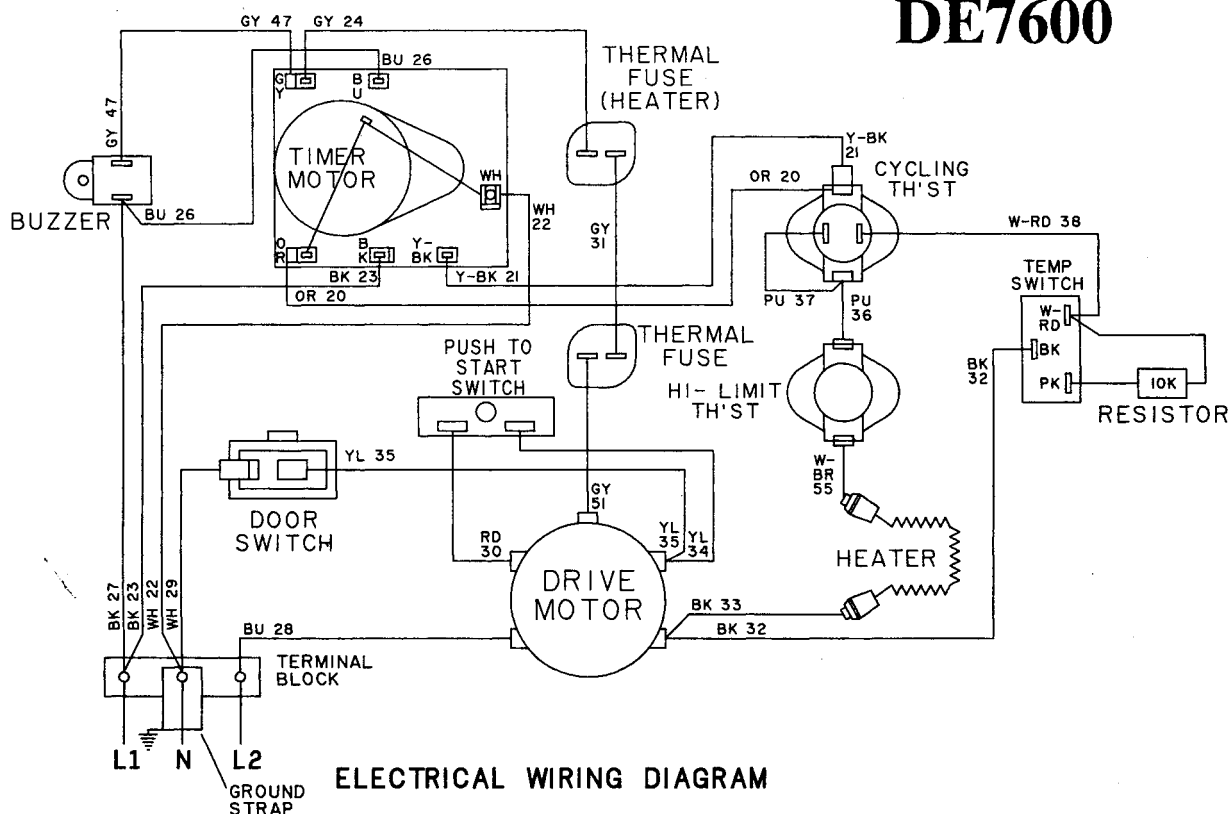 DE7600
GY 47
GY 24
BU 26
THERMAL
FUSE
(HEATER)
GY 47
G
Y
B
U
Y-BK
21
CYCLING
TH'ST
TIMER
MOTOR
OR 20
WH
BUZZER
BU 26
WH
22
GY
31
W-RD 38
O
R
B
K
Y-
BK
BK 23
Y-BK 21
OR 20
PU 37
PU
36
TEMP
SWITCH
W-
RD
BK
PK
10K
RESISTOR
PUSH TO
START
SWITCH
THERMAL
FUSE
BK
32
HI-LIMIT
TH'ST
YL 35
W-
BR
55
DOOR
SWITCH
GY
51
RD
30
YL
35
YL
34
HEATER
DRIVE
MOTOR
BK 27
BK 23
WH 22
WH 29
BK 33
BU 28
BK 32
TERMINAL
BLOCK
L1
N
L2
ELECTRICAL WIRING DIAGRAM
GROUND
STRAP